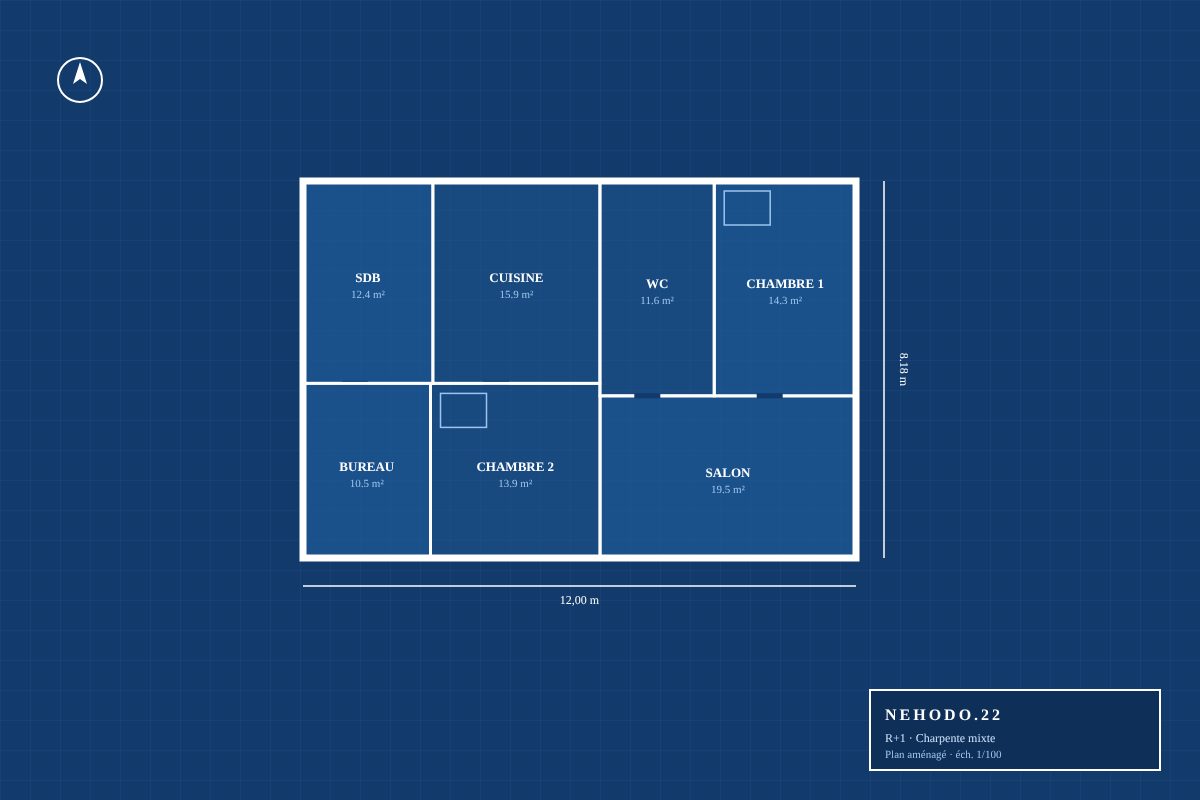 SDB
12.4 m²
CUISINE
15.9 m²
WC
11.6 m²
CHAMBRE 1
14.3 m²
8.18 m
BUREAU
10.5 m²
CHAMBRE 2
13.9 m²
SALON
19.5 m²
12,00 m
NEHODO.22
R+1 · Charpente mixte
Plan aménagé · éch. 1/100